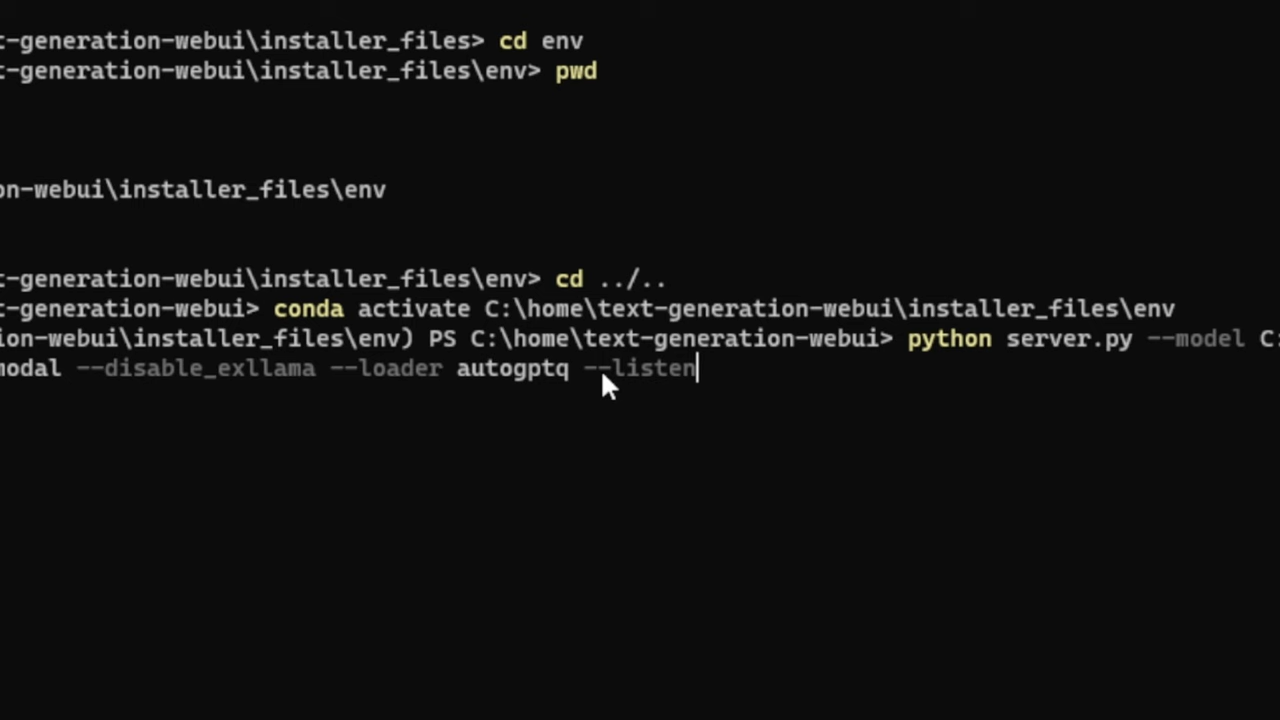 t-generation-webui\installer_files> cd env
t-generation-webui\installer_files\env> pwd
on-webui\installer_files\env
t-generation-webui\installer_files\env> cd ../..
t-generation-webui> conda activate C:\home\text-generation-webui\installer_files\env
ion-webui\installer_files\env) PS C:\home\text-generation-webui> python server.py --model C:
modal --disable_exllama --loader autogptq --listen